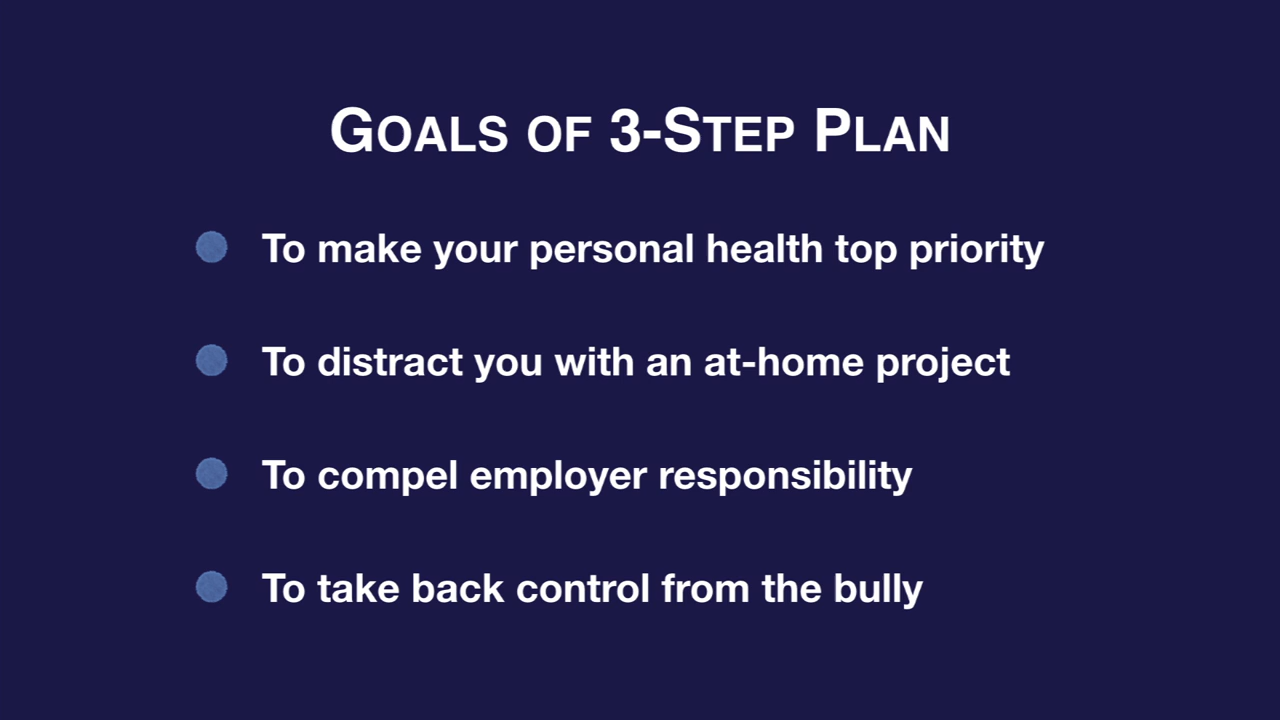 Goals of 3-Step Plan
To make your personal health top priority
To distract you with an at-home project
To compel employer responsibility
To take back control from the bully